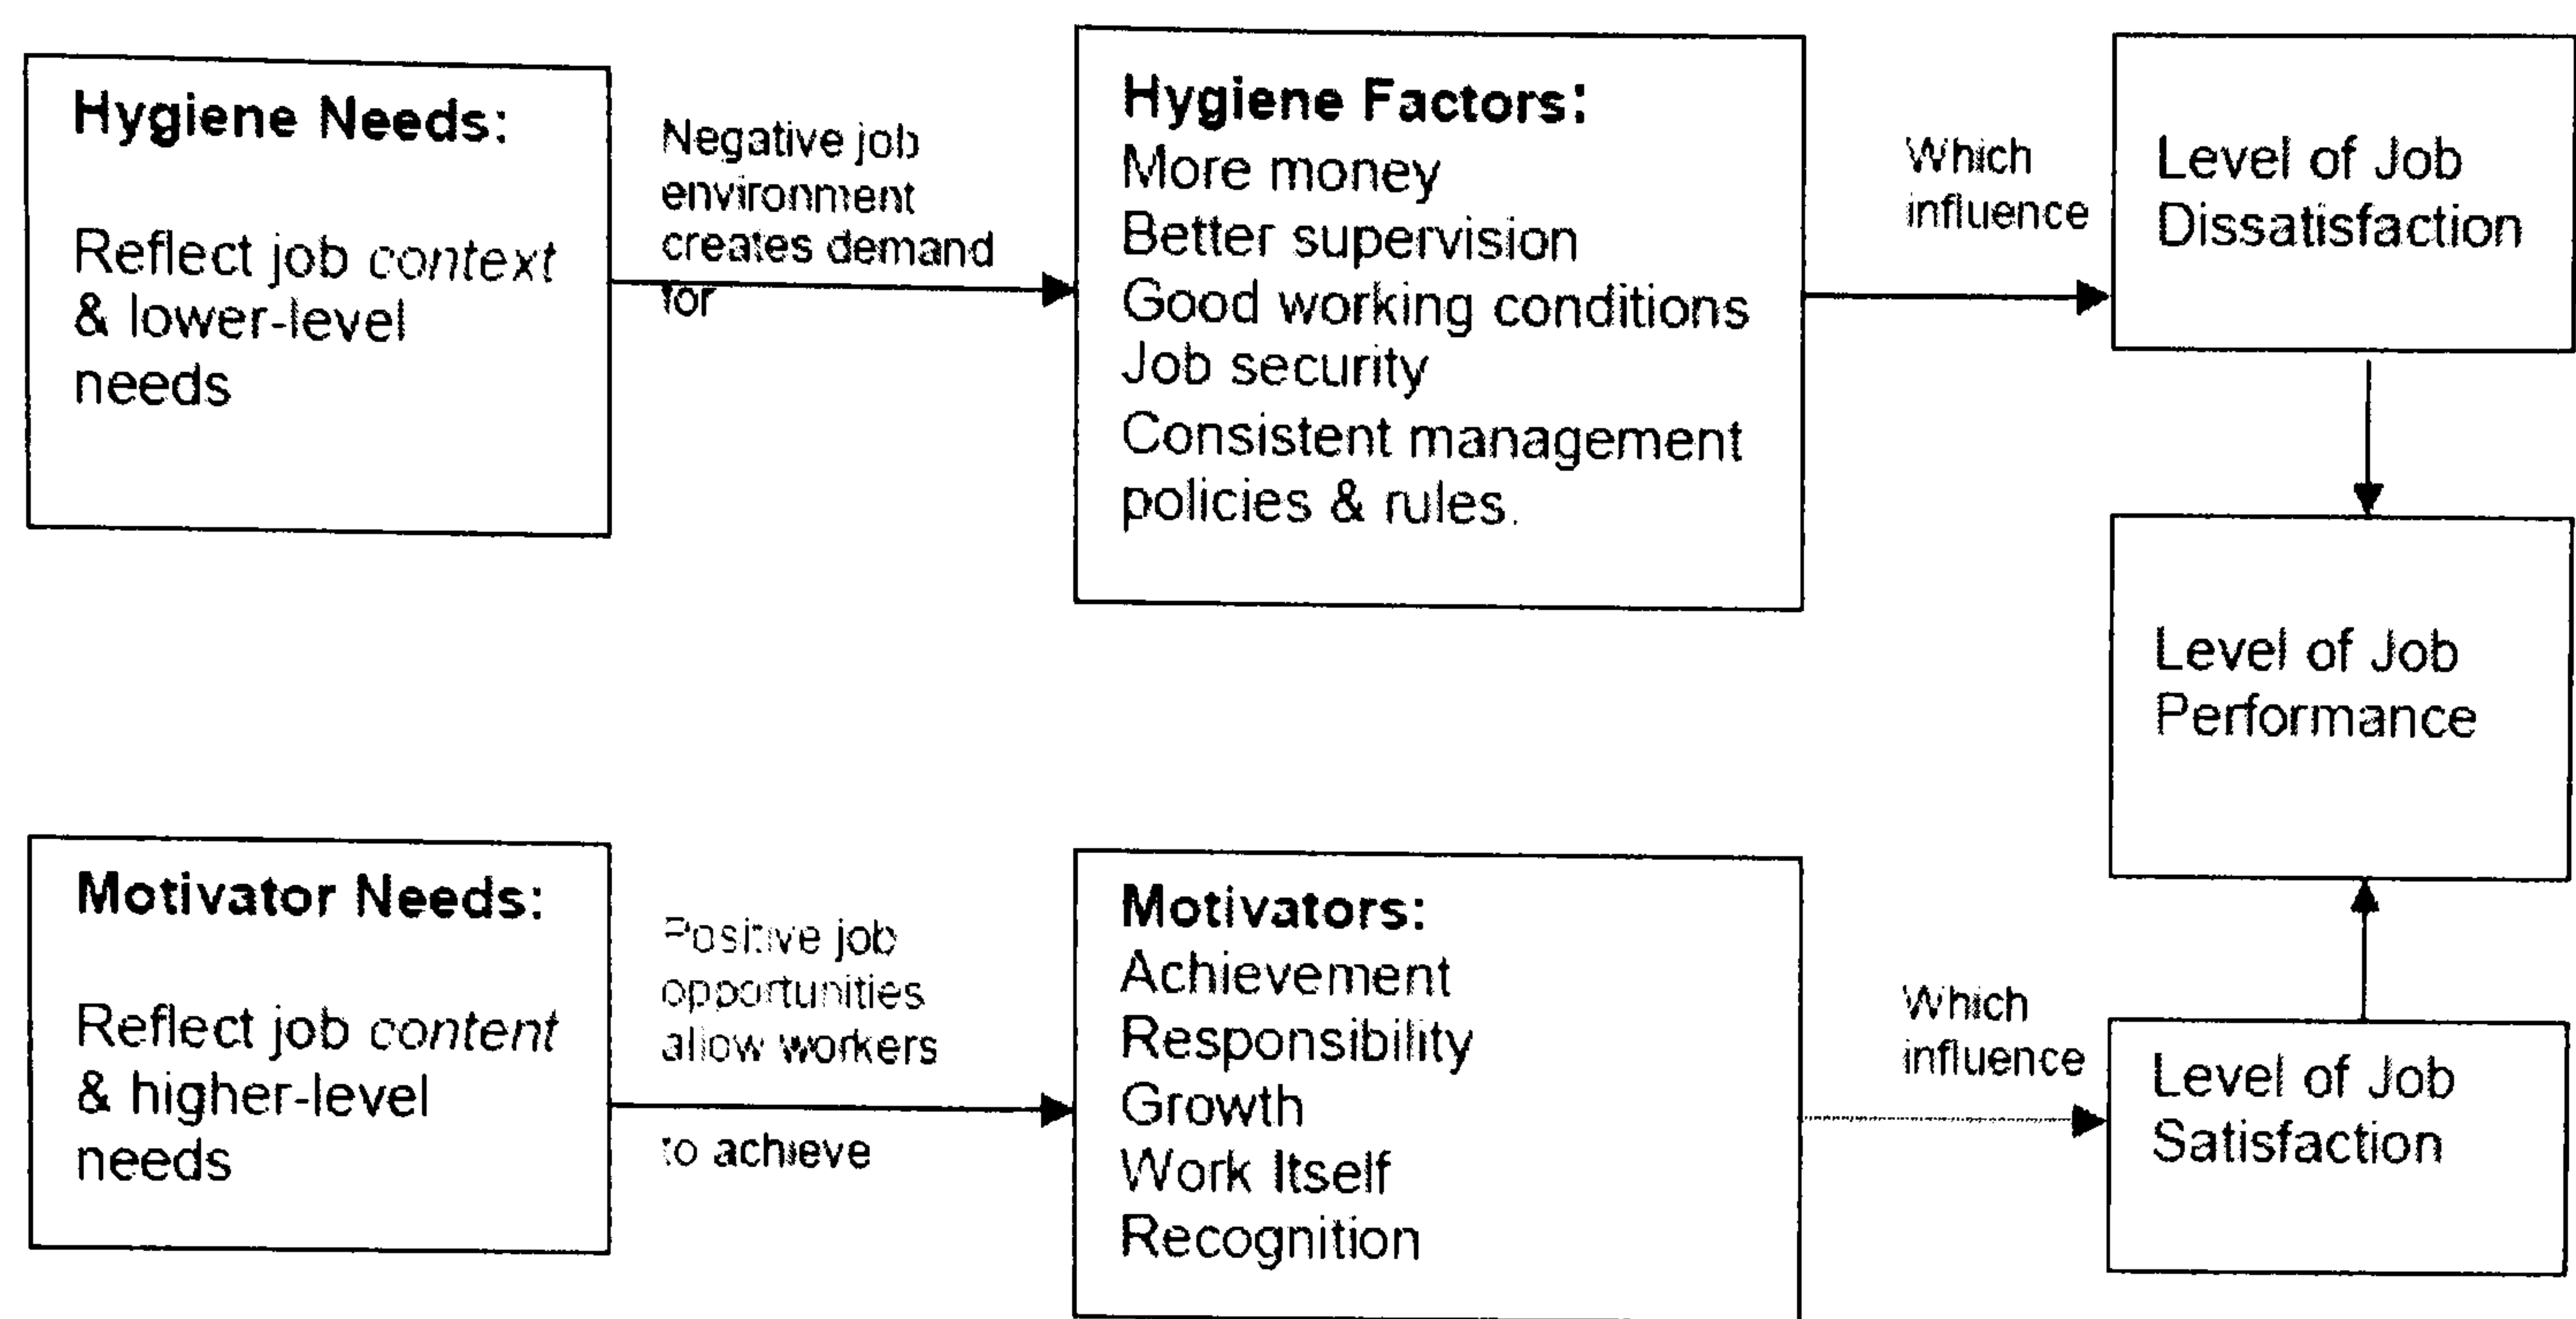 Hygiene Needs:
Reflect job context
& lower-level
needs
Negative job
environment
creates demand
for
Hygiene Factors:
More money
Better supervision
Good working conditions
Job security
Consistent management
policies & rules.
Which
influence
Level of Job
Dissatisfaction
Level of Job
Performance
Motivator Needs:
Reflect job content
& higher-level
needs
Positive job
opportunities
allow workers
to achieve
Motivators:
Achievement
Responsibility
Growth
Work Itself
Recognition
Which
influence
Level of Job
Satisfaction